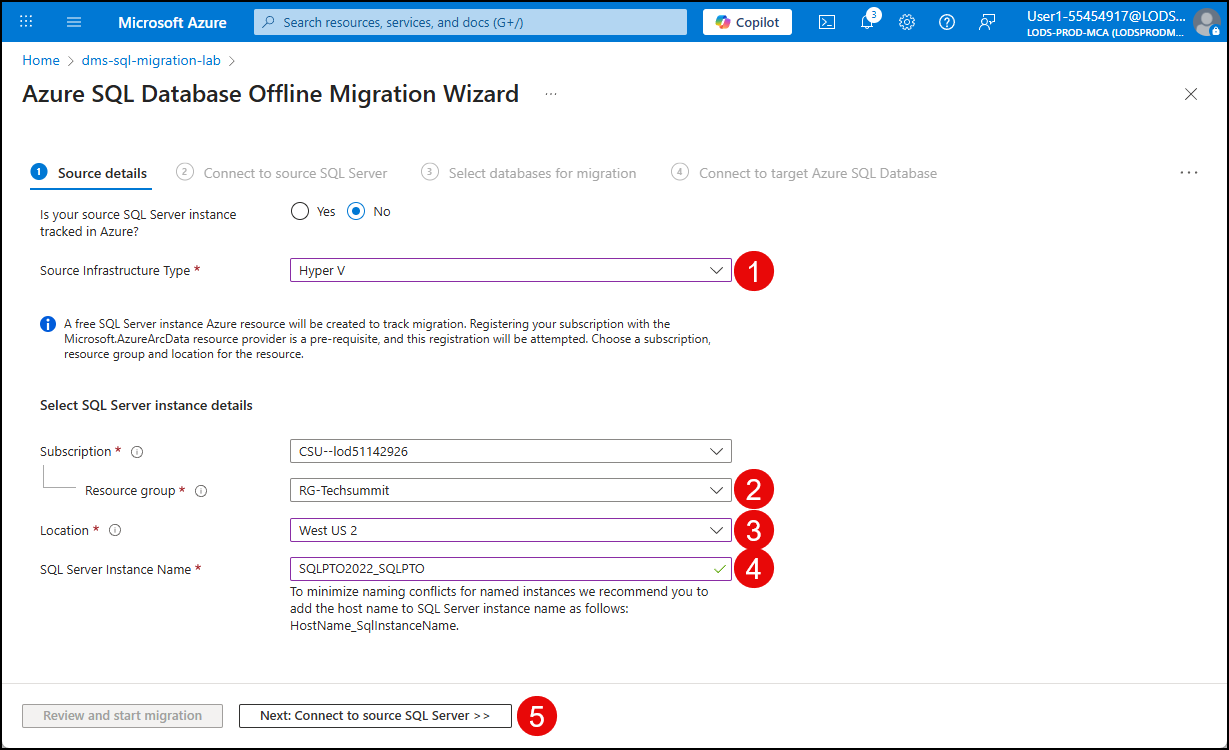 Microsoft Azure
Search resources, services, and docs (G+/)
Copilot
3
User1-55454917@LODS...
LODS-PROD-MCA (LODSPRODM...
Home > dms-sql-migration-lab >
Azure SQL Database Offline Migration Wizard ...
1 Source details
2 Connect to source SQL Server
3 Select databases for migration
4 Connect to target Azure SQL Database
...
Is your source SQL Server instance
tracked in Azure?
Yes
No
Source Infrastructure Type *
Hyper V
1
A free SQL Server instance Azure resource will be created to track migration. Registering your subscription with the
Microsoft.AzureArcData resource provider is a pre-requisite, and this registration will be attempted. Choose a subscription,
resource group and location for the resource.
Select SQL Server instance details
Subscription *
CSU--lod51142926
Resource group *
RG-Techsummit
2
Location *
West US 2
3
SQL Server Instance Name *
SQLPTO2022_SQLPTO
4
To minimize naming conflicts for named instances we recommend you to
add the host name to SQL Server instance name as follows:
HostName_SqlInstanceName.
Review and start migration
Next: Connect to source SQL Server >>
5